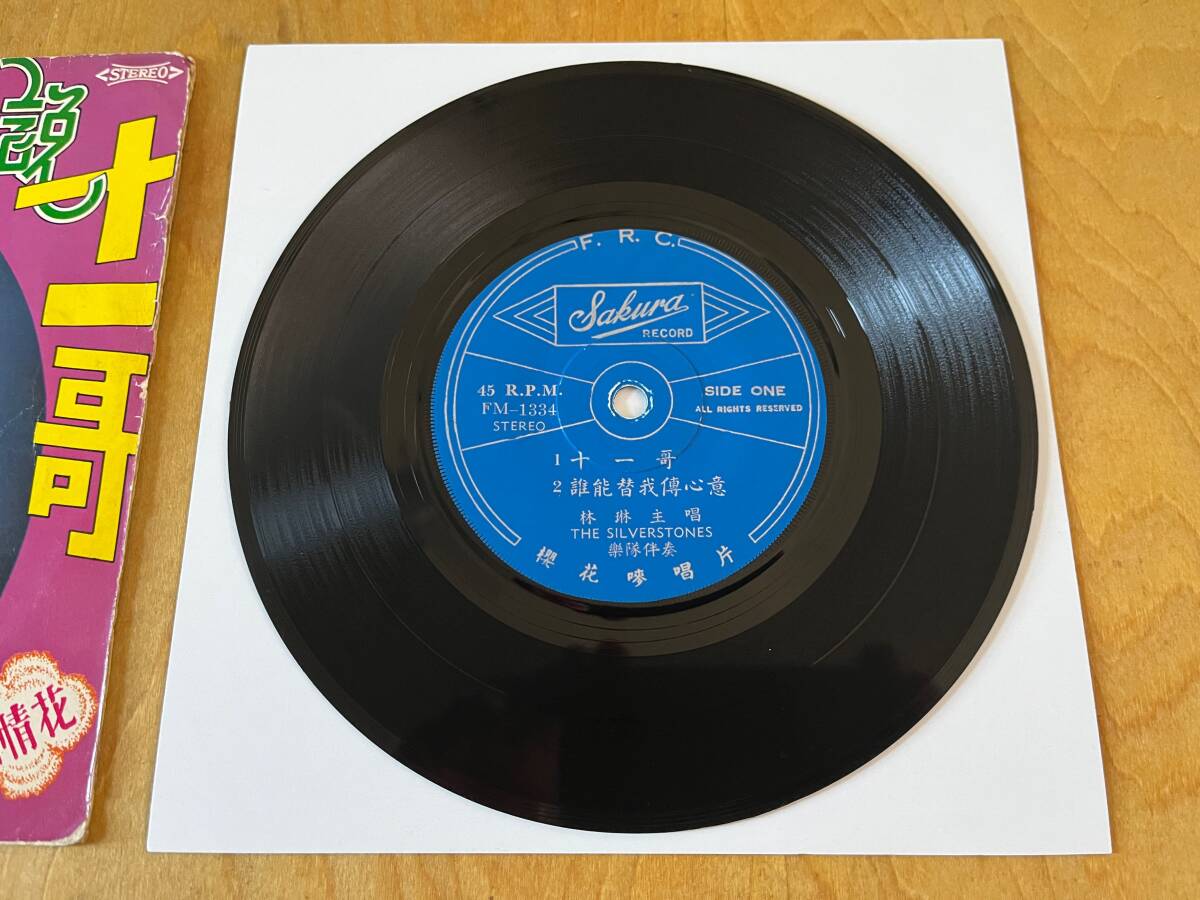 STEREO
十一哥
情花
F. R. C.
Sakura
RECORD
45 R.P.M.
FM-1334
STEREO
SIDE ONE
ALL RIGHTS RESERVED
1 十一哥
2 誰能替我傳心意
林琳主唱
THE SILVERSTONES
樂隊伴奏
櫻花嘜唱片